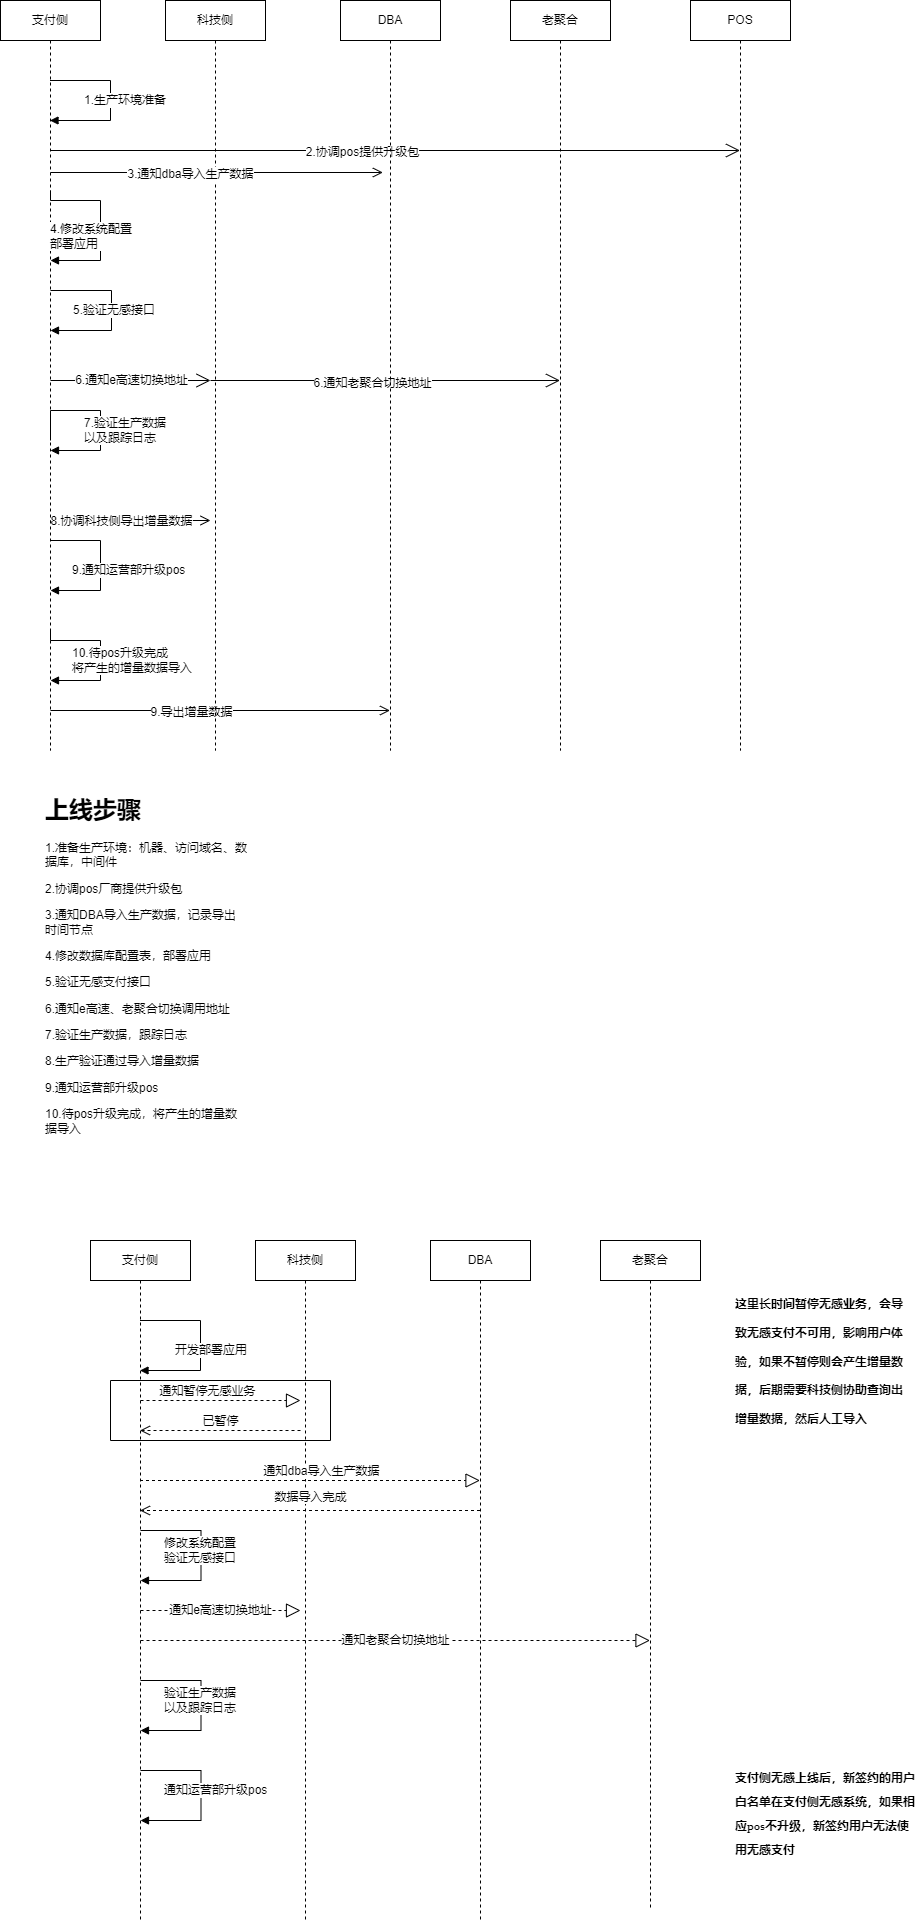 支付侧
科技侧
DBA
老聚合
POS
1.生产环境准备
2.协调pos提供升级包
3.通知dba导入生产数据
4.修改系统配置
部署应用
5.验证无感接口
6.通知e高速切换地址
6.通知老聚合切换地址
7.验证生产数据
以及跟踪日志
8.协调科技侧导出增量数据
9.通知运营部升级pos
10.待pos升级完成
将产生的增量数据导入
9.导出增量数据
上线步骤
1.准备生产环境：机器、访问域名、数
据库，中间件
2.协调pos厂商提供升级包
3.通知DBA导入生产数据，记录导出
时间节点
4.修改数据库配置表，部署应用
5.验证无感支付接口
6.通知e高速、老聚合切换调用地址
7.验证生产数据，跟踪日志
8.生产验证通过导入增量数据
9.通知运营部升级pos
10.待pos升级完成，将产生的增量数
据导入
支付侧
科技侧
DBA
老聚合
这里长时间暂停无感业务，会导
致无感支付不可用，影响用户体
验，如果不暂停则会产生增量数
据，后期需要科技侧协助查询出
增量数据，然后人工导入
开发部署应用
通知暂停无感业务
已暂停
通知dba导入生产数据
数据导入完成
修改系统配置
验证无感接口
通知e高速切换地址
通知老聚合切换地址
验证生产数据
以及跟踪日志
通知运营部升级pos
支付侧无感上线后，新签约的用户
白名单在支付侧无感系统，如果相
应pos不升级，新签约用户无法使
用无感支付